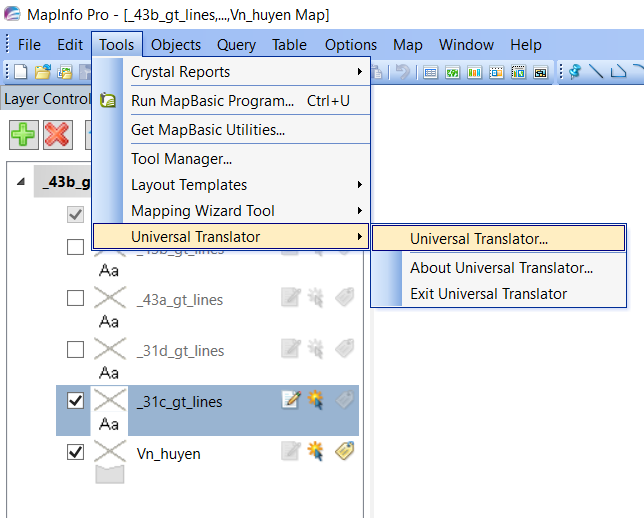 MapInfo Pro - [_43b_gt_lines,...,Vn_huyen Map]
File Edit Tools Objects Query Table Options Map Window Help
Layer Control
Crystal Reports
Run MapBasic Program... Ctrl+U
Get MapBasic Utilities...
Tool Manager...
Layout Templates
Mapping Wizard Tool
Universal Translator
Universal Translator...
About Universal Translator...
Exit Universal Translator
_43b_g
_43b_gt_lines
Aa
_43a_gt_lines
Aa
_31d_gt_lines
Aa
_31c_gt_lines
Aa
Vn_huyen